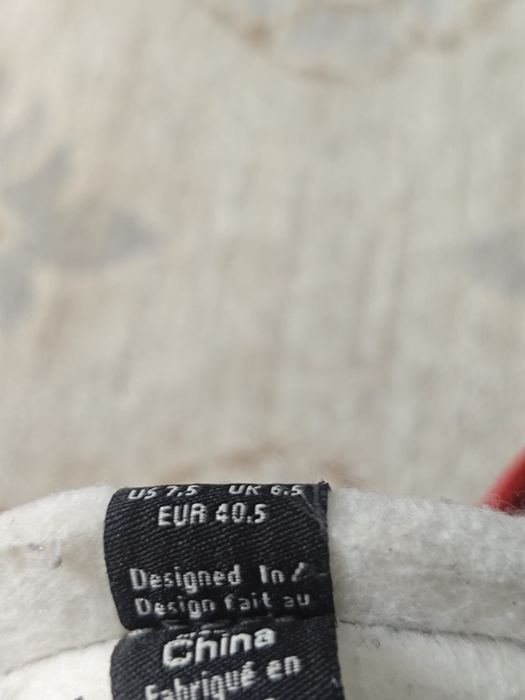 US 7.5 UK 6.5
EUR 40.5
Designed In
Design fait au
China
Fabriqué en